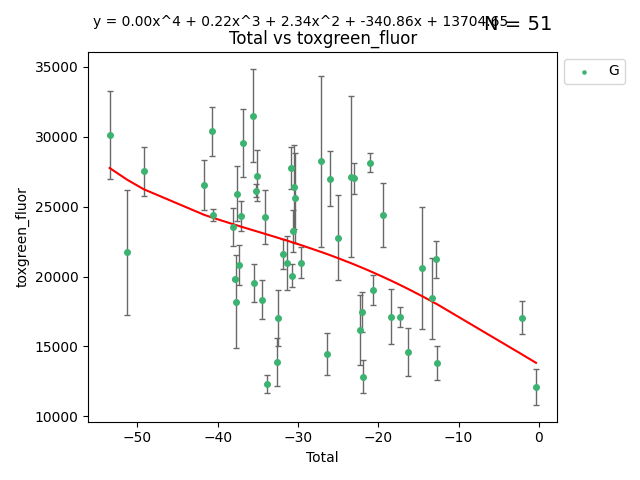 y = 0.00x^4 + 0.22x^3 + 2.34x^2 + -340.86x + 13704.65
N = 51
Total vs toxgreen_fluor
G
35000
30000
25000
20000
15000
10000
toxgreen_fluor
−50
−40
−30
−20
−10
0
Total